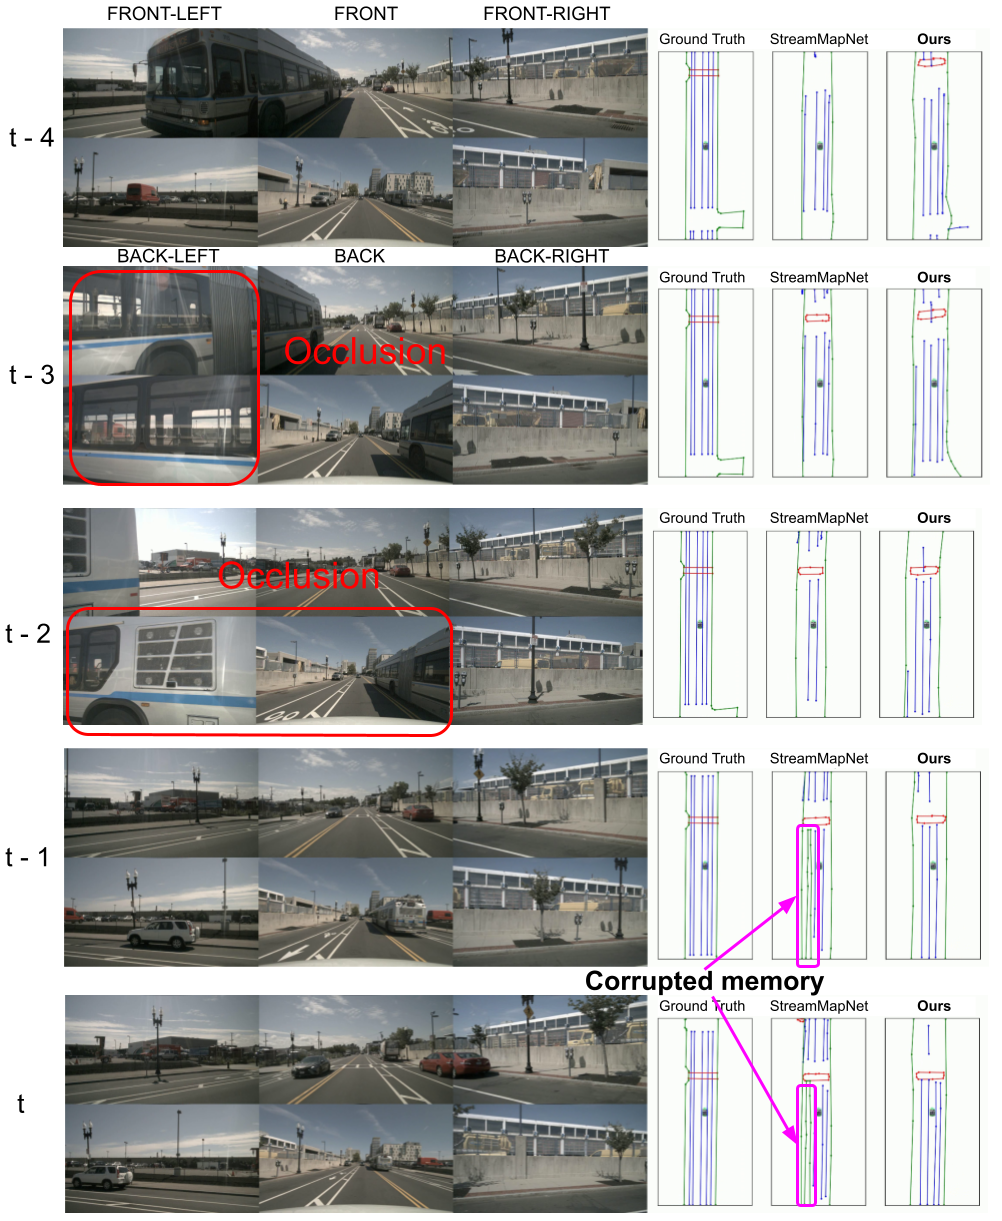 FRONT-LEFT FRONT FRONT-RIGHT
Ground Truth StreamMapNet Ours
t - 4
BACK-LEFT BACK BACK-RIGHT
Ground Truth StreamMapNet Ours
Occlusion
t - 3
Ground Truth StreamMapNet Ours
Occlusion
t - 2
Ground Truth StreamMapNet Ours
t - 1
Corrupted memory
Ground Truth StreamMapNet Ours
t